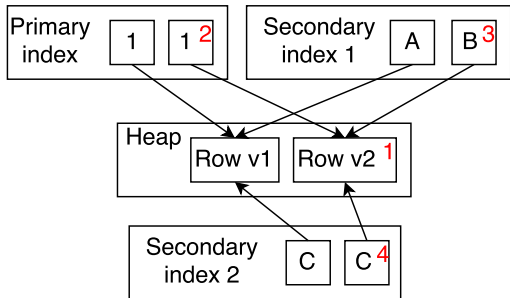 Primary index
1
1 2
Secondary index 1
A
B 3
Heap
Row v1
Row v2 1
Secondary index 2
C
C 4